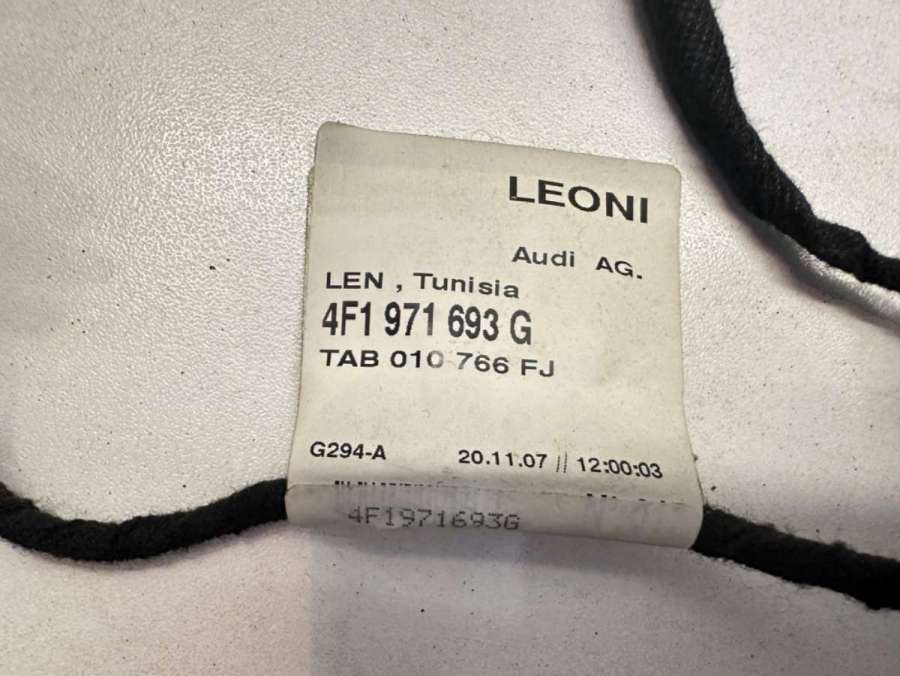 LEONI
Audi AG.
LEN , Tunisia
4F1 971 693 G
TAB 010 766 FJ
G294-A 20.11.07 || 12:00:03
4F1971693G